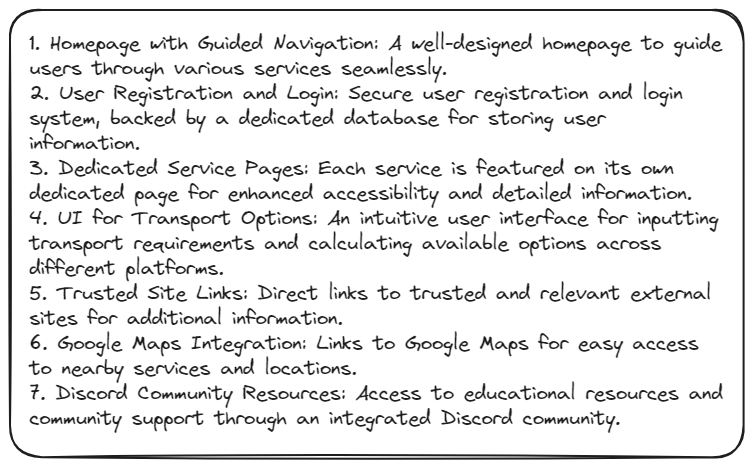 1. Homepage with Guided Navigation: A well-designed homepage to guide
users through various services seamlessly.
2. User Registration and Login: Secure user registration and login
system, backed by a dedicated database for storing user
information.
3. Dedicated Service Pages: Each service is featured on its own
dedicated page for enhanced accessibility and detailed information.
4. UI for Transport Options: An intuitive user interface for inputting
transport requirements and calculating available options across
different platforms.
5. Trusted Site Links: Direct links to trusted and relevant external
sites for additional information.
6. Google Maps Integration: Links to Google Maps for easy access
to nearby services and locations.
7. Discord Community Resources: Access to educational resources and
community support through an integrated Discord community.